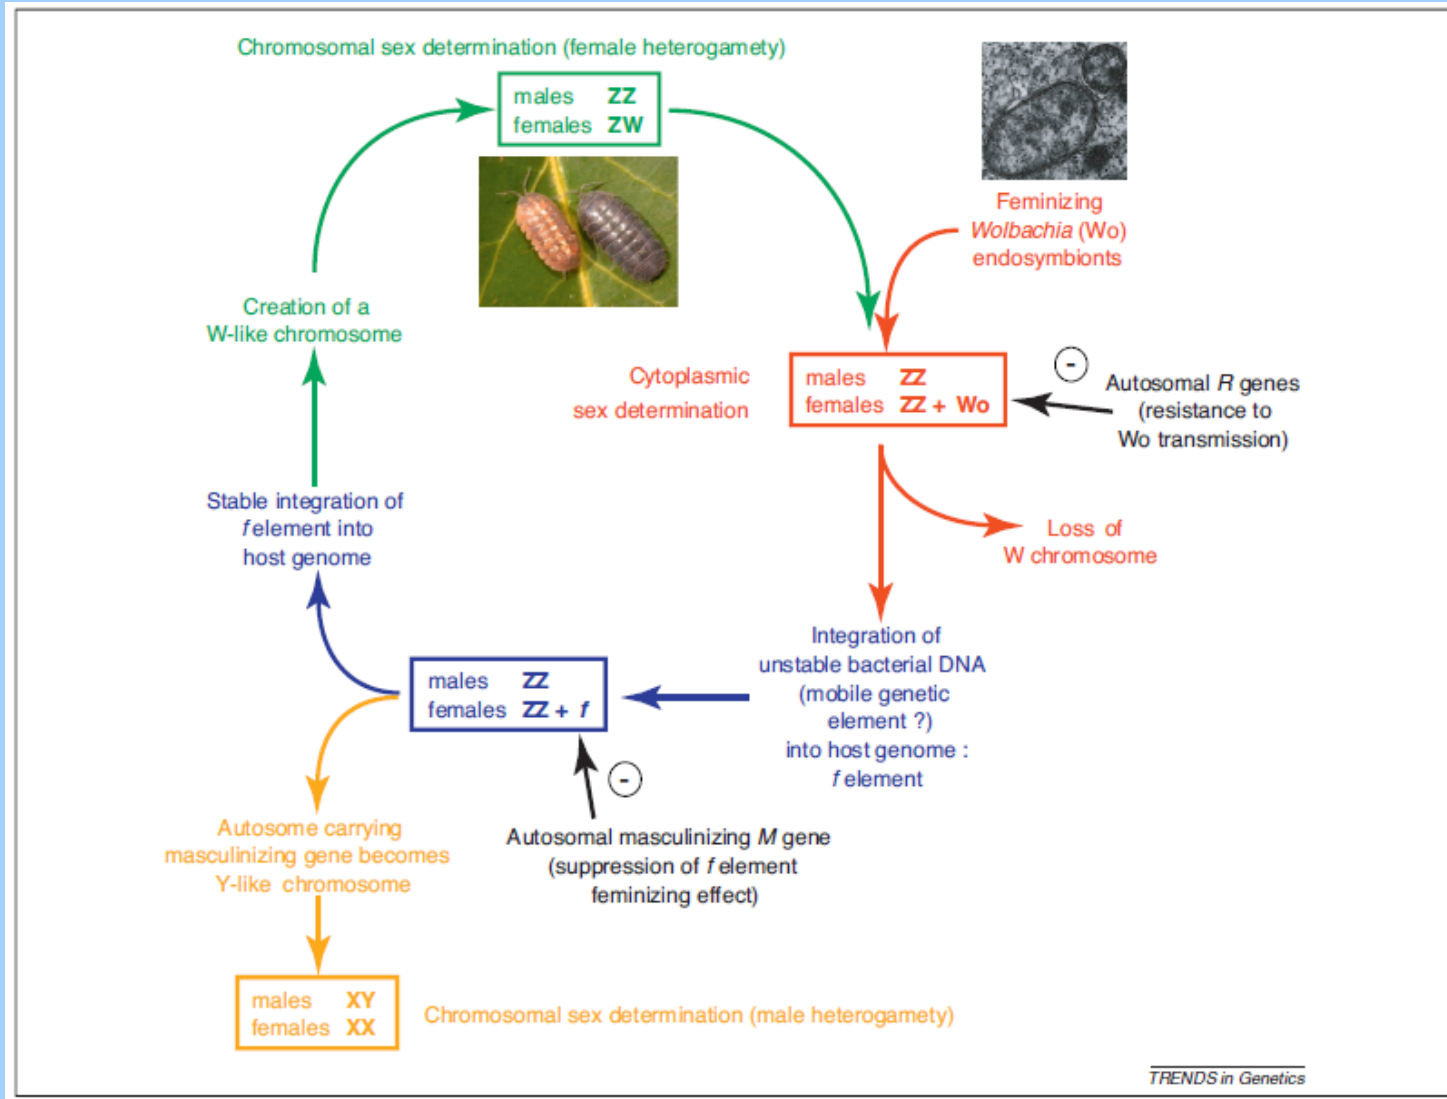 Chromosomal sex determination (female heterogamety)
males ZZ
females ZW
Feminizing
Wolbachia (Wo)
endosymbionts
Creation of a
W-like chromosome
Cytoplasmic
sex determination
males ZZ
females ZZ + Wo
-
Autosomal R genes
(resistance to
Wo transmission)
Stable integration of
f element into
host genome
Loss of
W chromosome
Integration of
unstable bacterial DNA
(mobile genetic
element ?)
into host genome :
f element
males ZZ
females ZZ + f
-
Autosomal masculinizing M gene
(suppression of f element
feminizing effect)
Autosome carrying
masculinizing gene becomes
Y-like chromosome
males XY
females XX
Chromosomal sex determination (male heterogamety)
TRENDS in Genetics